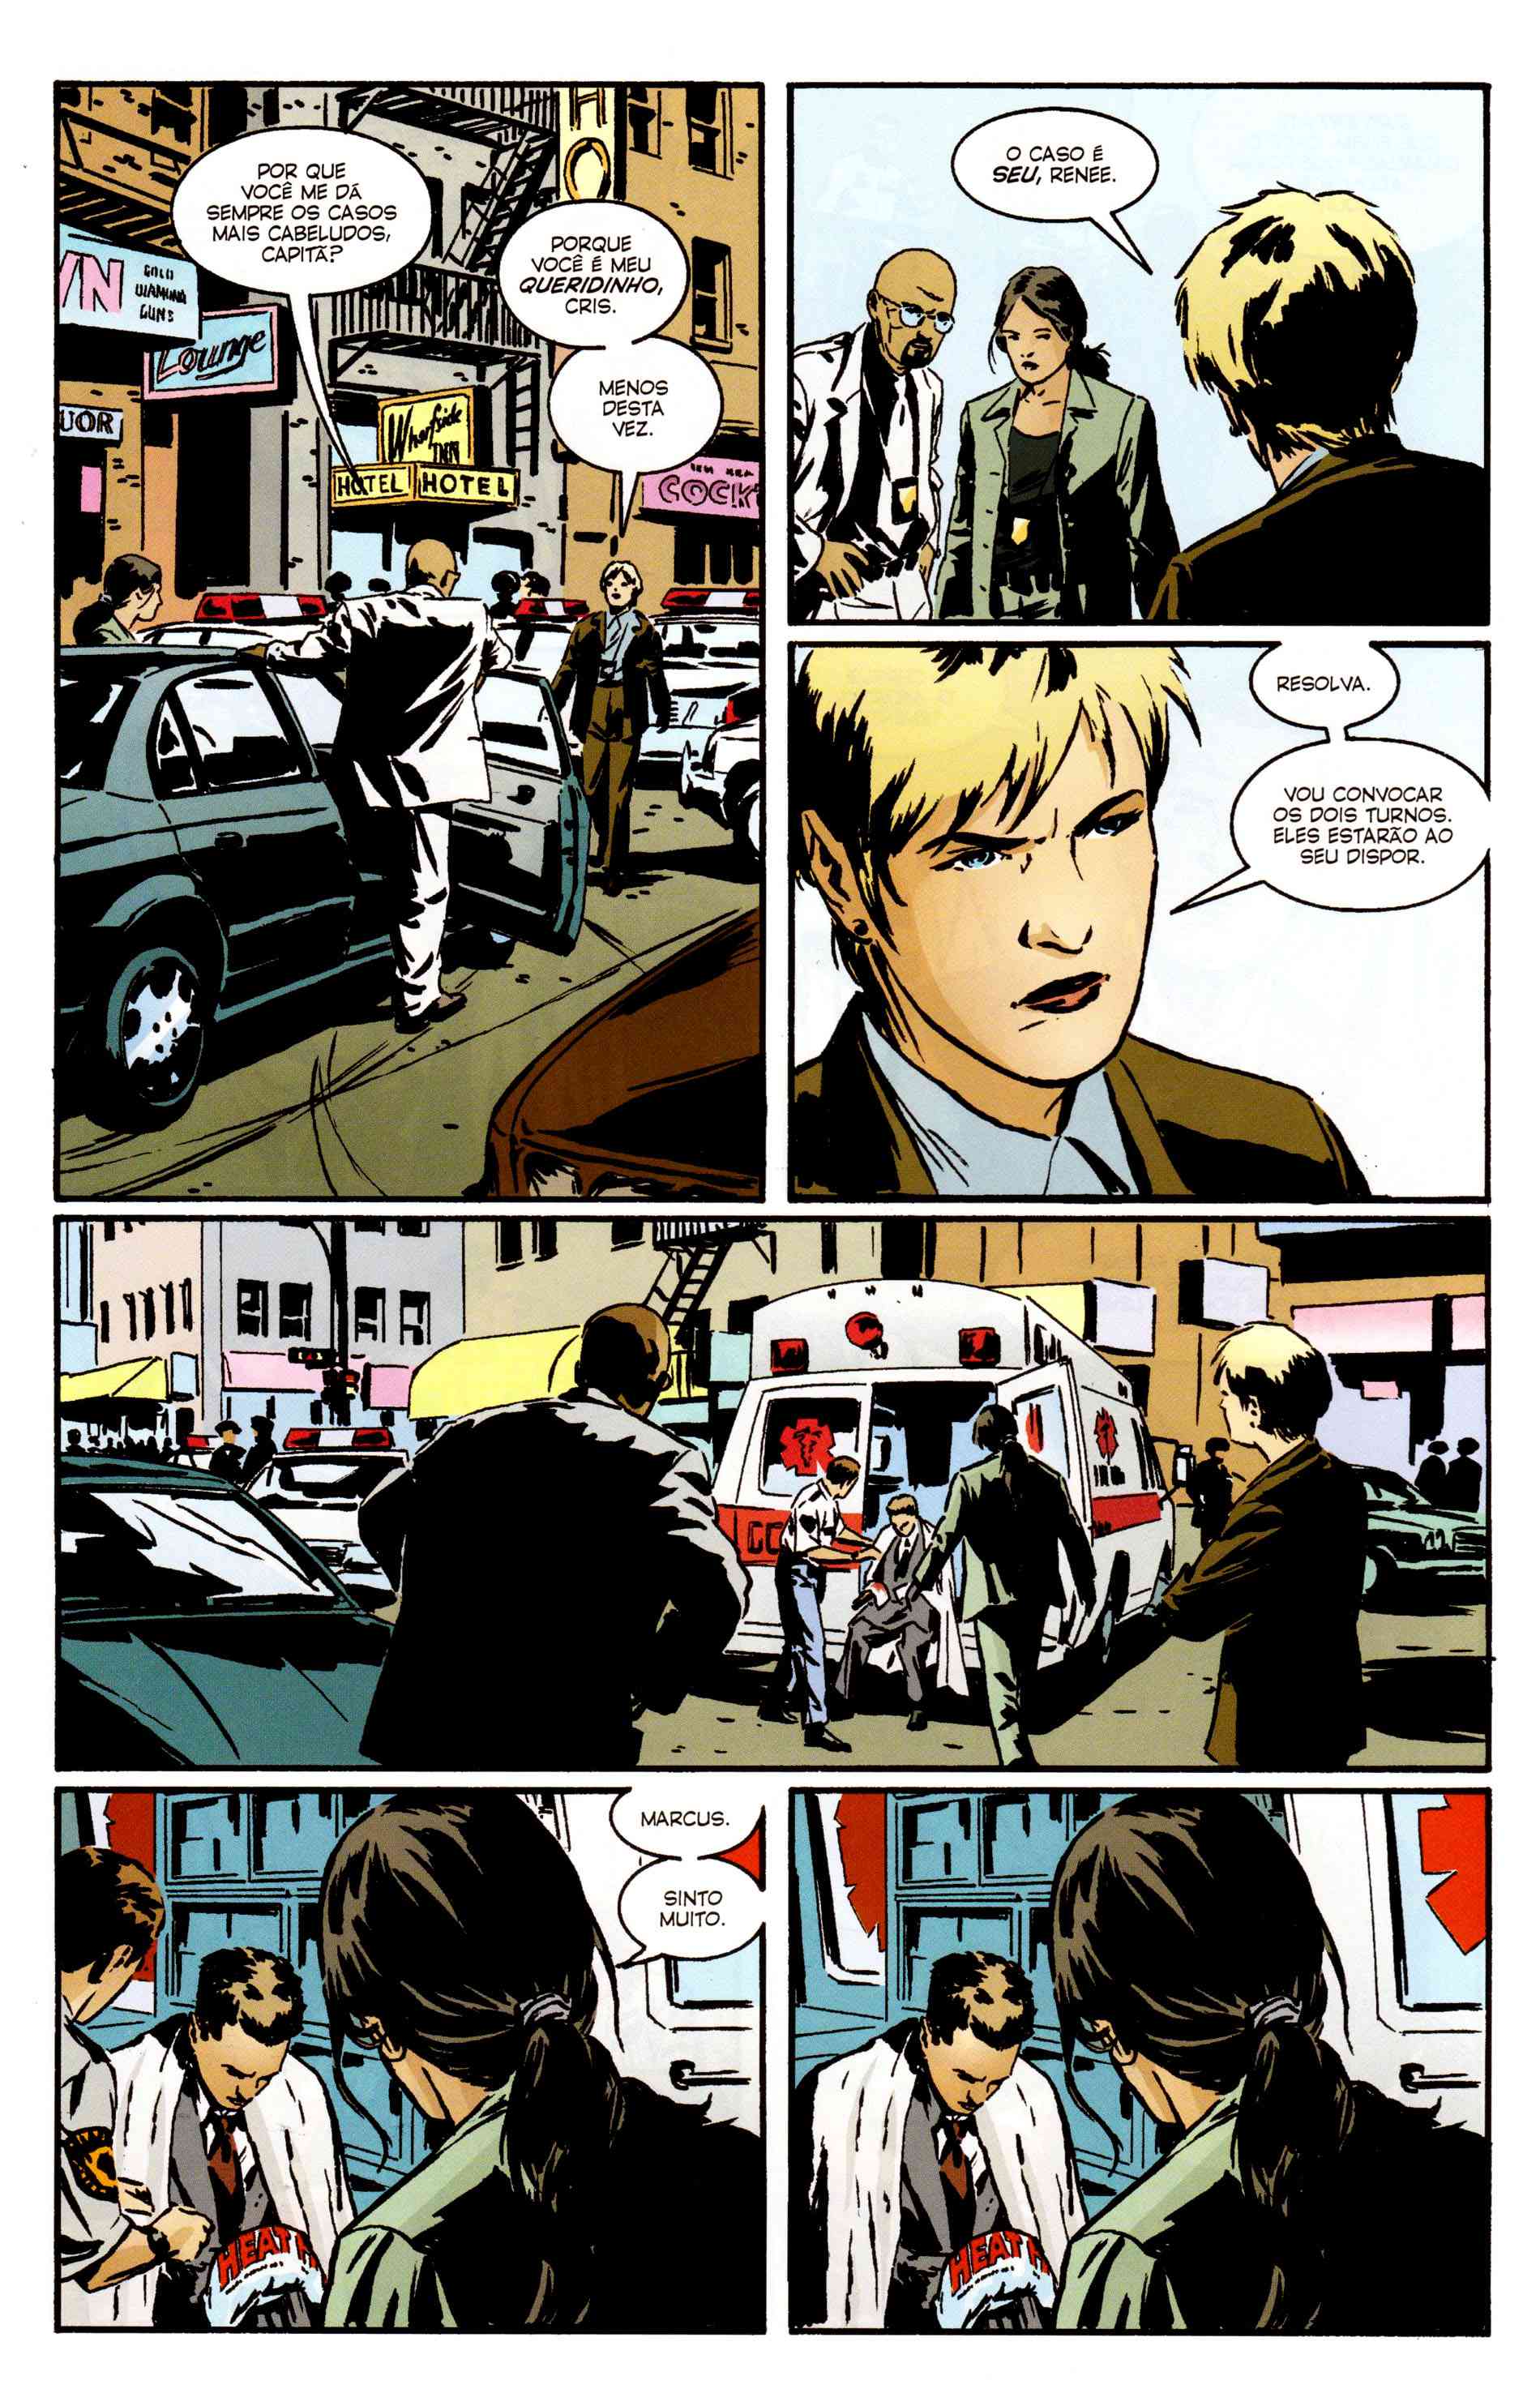 POR QUE
VOCÊ ME DÁ
SEMPRE OS CASOS
MAIS CABELUDOS,
CAPITÃ?
PORQUE
VOCÊ É MEU
QUERIDINHO,
CRIS.
MENOS
DESTA
VEZ.
GOLD
GUNS
Lounge
UOR
Wharfside
INN
HOTEL HOTEL
COCK
O CASO É
SEU, RENEE.
RESOLVA.
VOU CONVOCAR
OS DOIS TURNOS.
ELES ESTARÃO AO
SEU DISPOR.
MARCUS.
SINTO
MUITO.
HEAT
HEAT